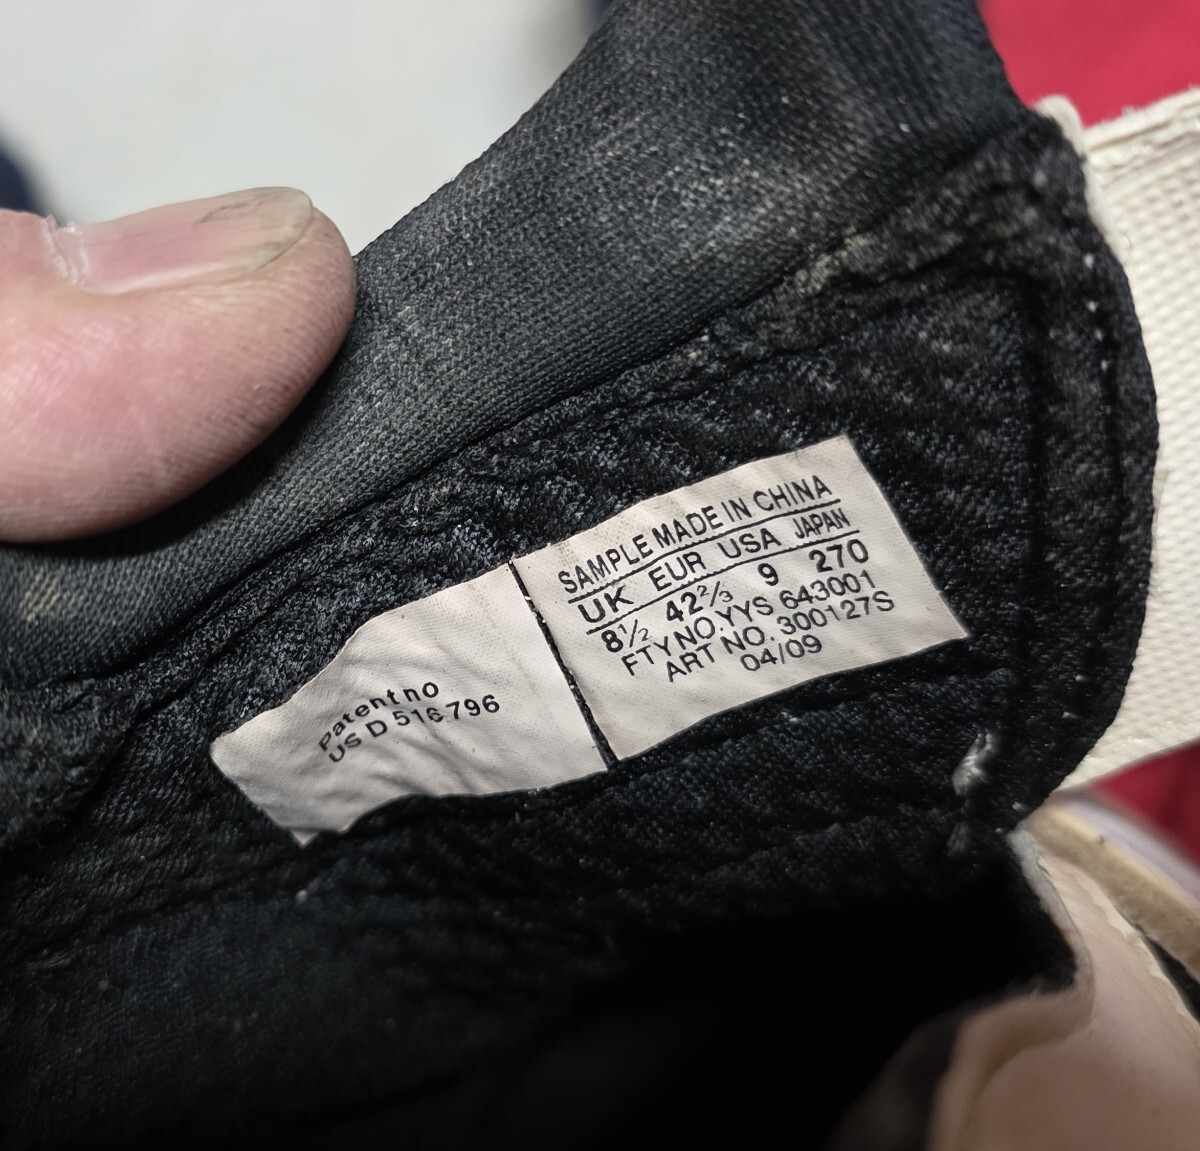 SAMPLE MADE IN CHINA
UK EUR USA JAPAN
8½ 42⅔ 9 270
FTY NO. YYS 643001
ART NO. 300127S
04/09
Patent no
US D 516 796